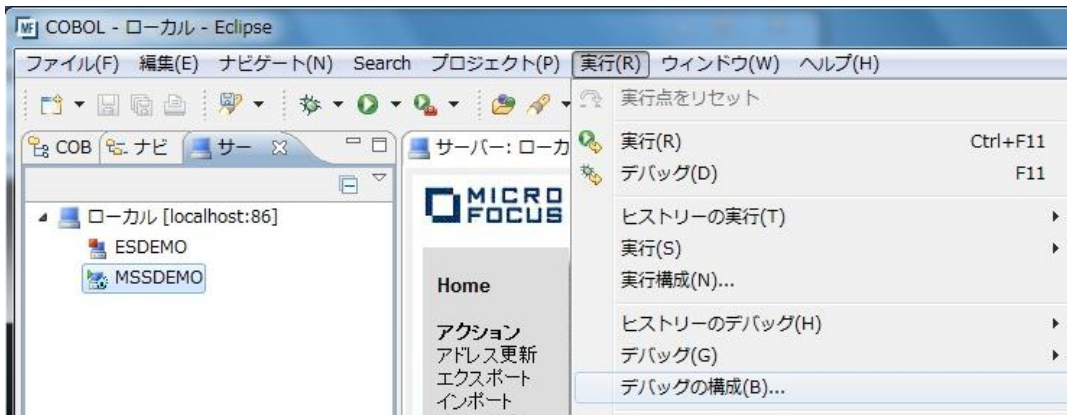 COBOL - ローカル - Eclipse
ファイル(F) 編集(E) ナビゲート(N) Search プロジェクト(P) 実行(R) ウィンドウ(W) ヘルプ(H)
COB ナビ サー
ローカル [localhost:86]
ESDEMO
MSSDEMO
サーバー: ローカ
MICRO
FOCUS
Home
アクション
アドレス更新
エクスポート
インポート
実行点をリセット
実行(R) Ctrl+F11
デバッグ(D) F11
ヒストリーの実行(T)
実行(S)
実行構成(N)...
ヒストリーのデバッグ(H)
デバッグ(G)
デバッグの構成(B)...